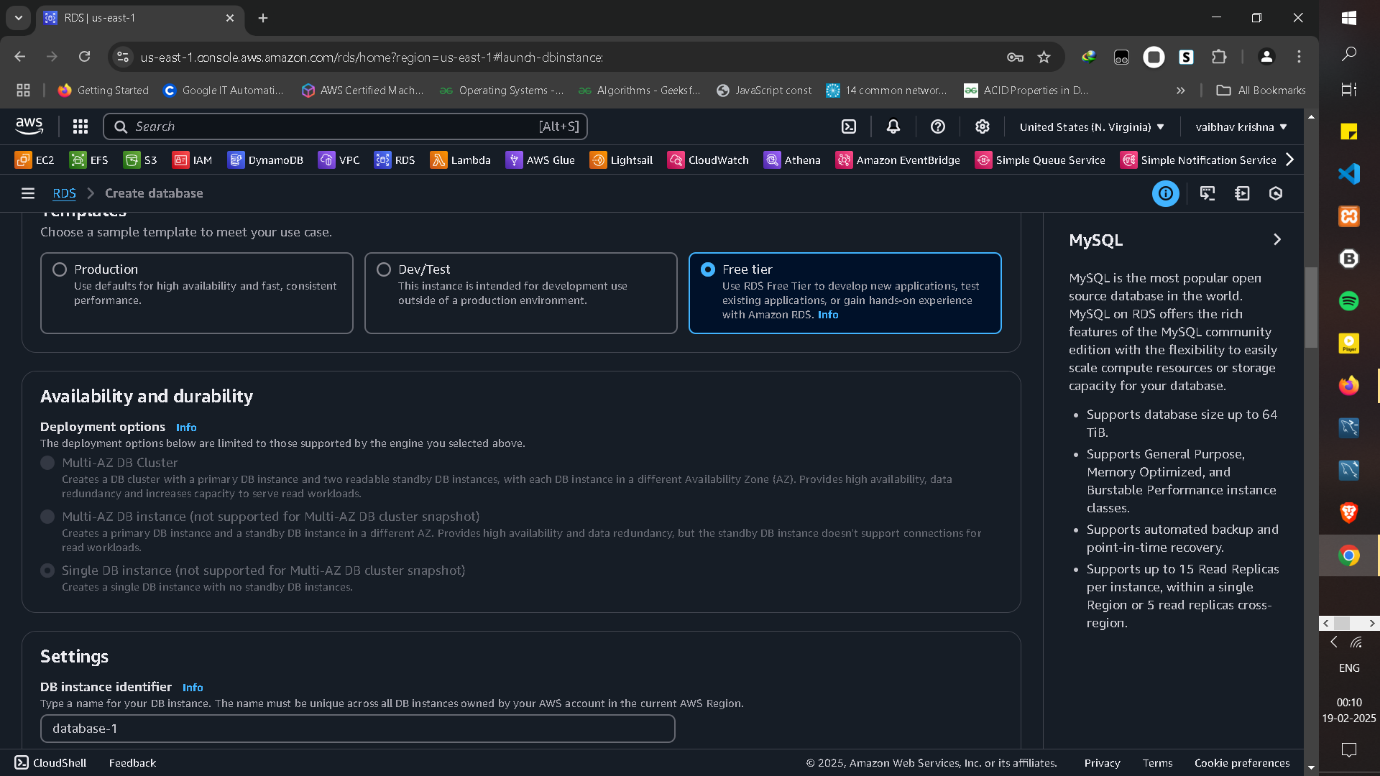 RDS | us-east-1
us-east-1.console.aws.amazon.com/rds/home?region=us-east-1#launch-dbinstance:
Getting Started
Google IT Automati...
AWS Certified Mach...
Operating Systems -...
Algorithms - Geeksf...
JavaScript const
14 common networ...
ACID Properties in D...
»
All Bookmarks
aws
Search
[Alt+S]
United States (N. Virginia)
vaibhav krishna
EC2
EFS
S3
IAM
DynamoDB
VPC
RDS
Lambda
AWS Glue
Lightsail
CloudWatch
Athena
Amazon EventBridge
Simple Queue Service
Simple Notification Service
RDS
Create database
Templates
Choose a sample template to meet your use case.
Production
Use defaults for high availability and fast, consistent
performance.
Dev/Test
This instance is intended for development use
outside of a production environment.
Free tier
Use RDS Free Tier to develop new applications, test
existing applications, or gain hands-on experience
with Amazon RDS. Info
Availability and durability
Deployment options Info
The deployment options below are limited to those supported by the engine you selected above.
Multi-AZ DB Cluster
Creates a DB cluster with a primary DB instance and two readable standby DB instances, with each DB instance in a different Availability Zone (AZ). Provides high availability, data
redundancy and increases capacity to serve read workloads.
Multi-AZ DB instance (not supported for Multi-AZ DB cluster snapshot)
Creates a primary DB instance and a standby DB instance in a different AZ. Provides high availability and data redundancy, but the standby DB instance doesn't support connections for
read workloads.
Single DB instance (not supported for Multi-AZ DB cluster snapshot)
Creates a single DB instance with no standby DB instances.
Settings
DB instance identifier Info
Type a name for your DB instance. The name must be unique across all DB instances owned by your AWS account in the current AWS Region.
database-1
MySQL
MySQL is the most popular open
source database in the world.
MySQL on RDS offers the rich
features of the MySQL community
edition with the flexibility to easily
scale compute resources or storage
capacity for your database.
• Supports database size up to 64
TiB.
• Supports General Purpose,
Memory Optimized, and
Burstable Performance instance
classes.
• Supports automated backup and
point-in-time recovery.
• Supports up to 15 Read Replicas
per instance, within a single
Region or 5 read replicas cross-
region.
CloudShell
Feedback
© 2025, Amazon Web Services, Inc. or its affiliates.
Privacy
Terms
Cookie preferences
ENG
00:10
19-02-2025